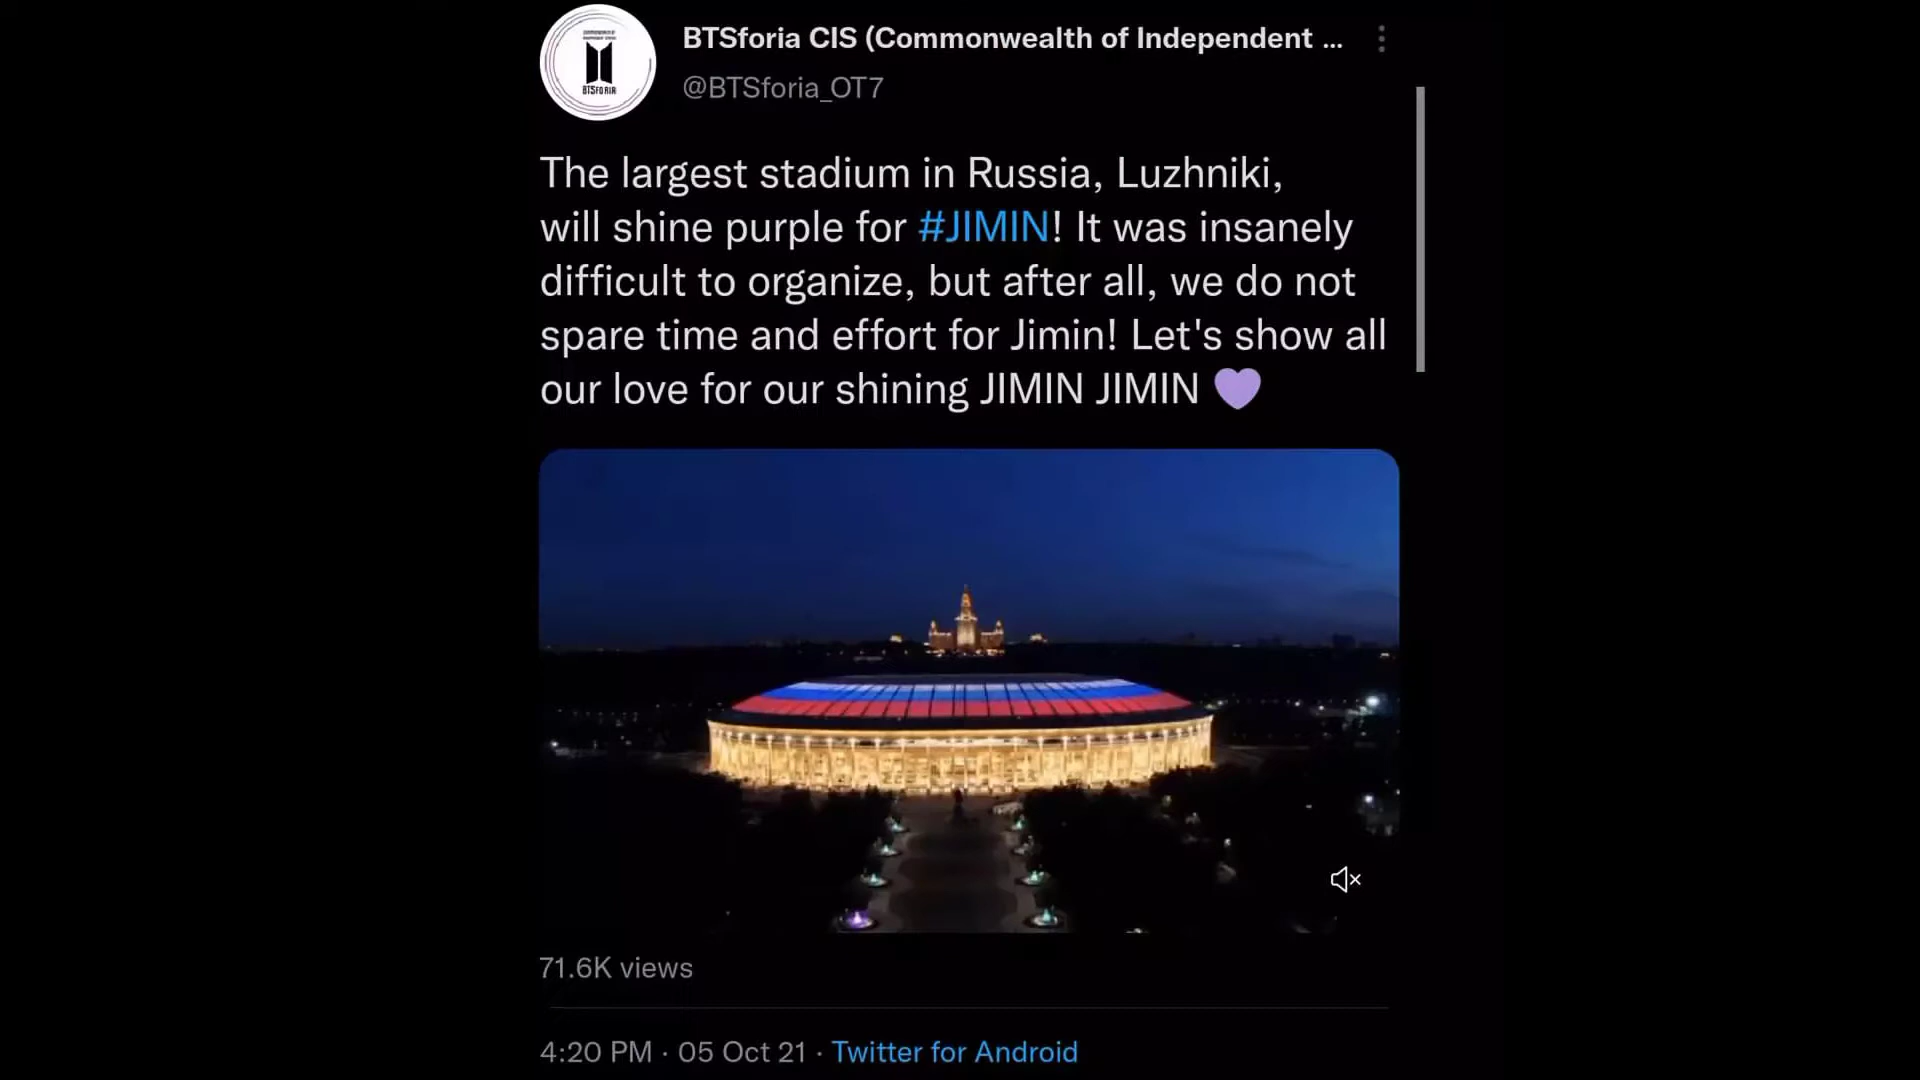 BTSforia CIS (Commonwealth of Independent ...
@BTSforia_OT7
BTSFORIA
The largest stadium in Russia, Luzhniki,
will shine purple for #JIMIN! It was insanely
difficult to organize, but after all, we do not
spare time and effort for Jimin! Let's show all
our love for our shining JIMIN JIMIN 💜
71.6K views
4:20 PM · 05 Oct 21 · Twitter for Android